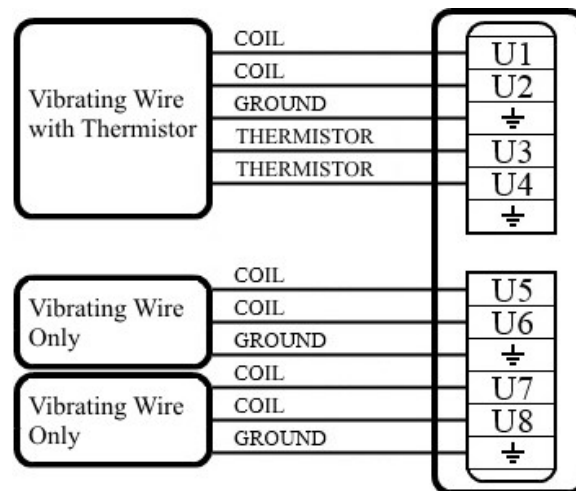 Vibrating Wire
with Thermistor
COIL
COIL
GROUND
THERMISTOR
THERMISTOR
U1
U2
U3
U4
Vibrating Wire
Only
COIL
COIL
GROUND
Vibrating Wire
Only
COIL
COIL
GROUND
U5
U6
U7
U8